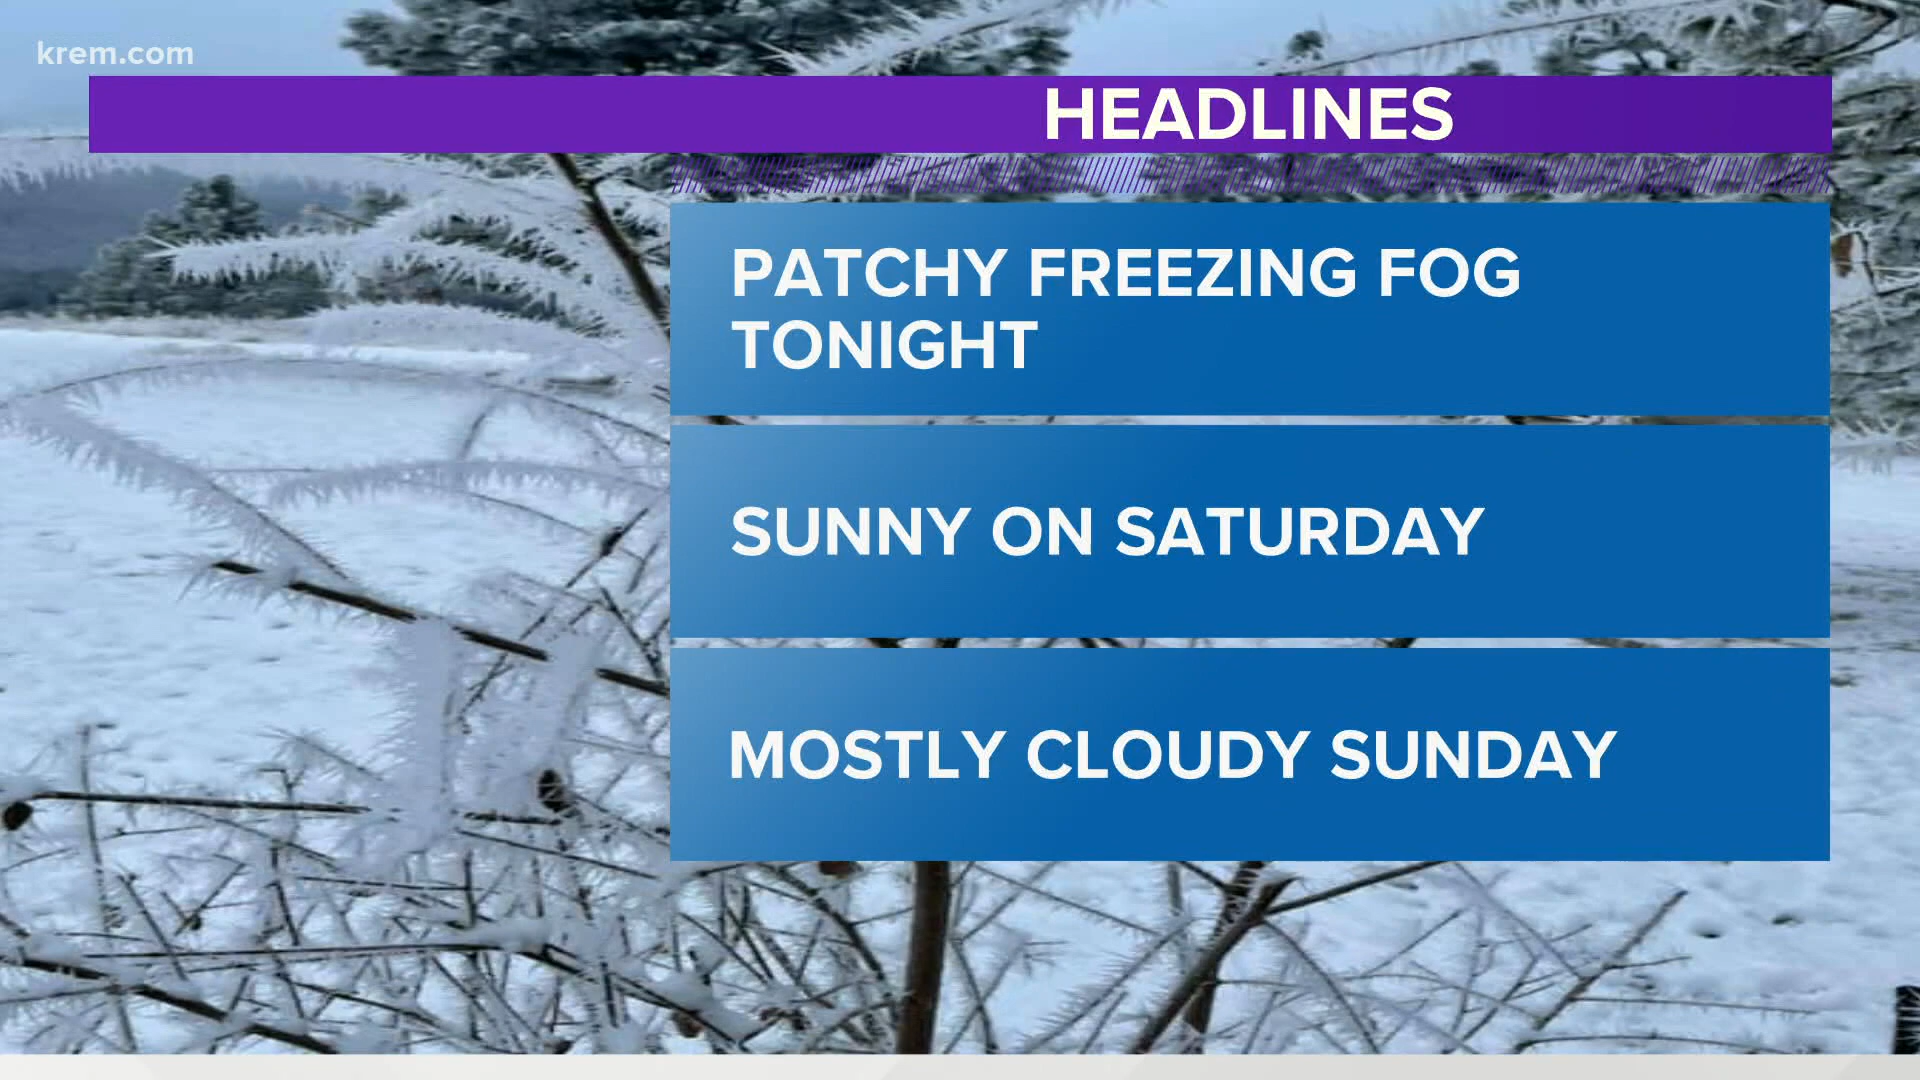 krem.com
HEADLINES
PATCHY FREEZING FOG
TONIGHT
SUNNY ON SATURDAY
MOSTLY CLOUDY SUNDAY